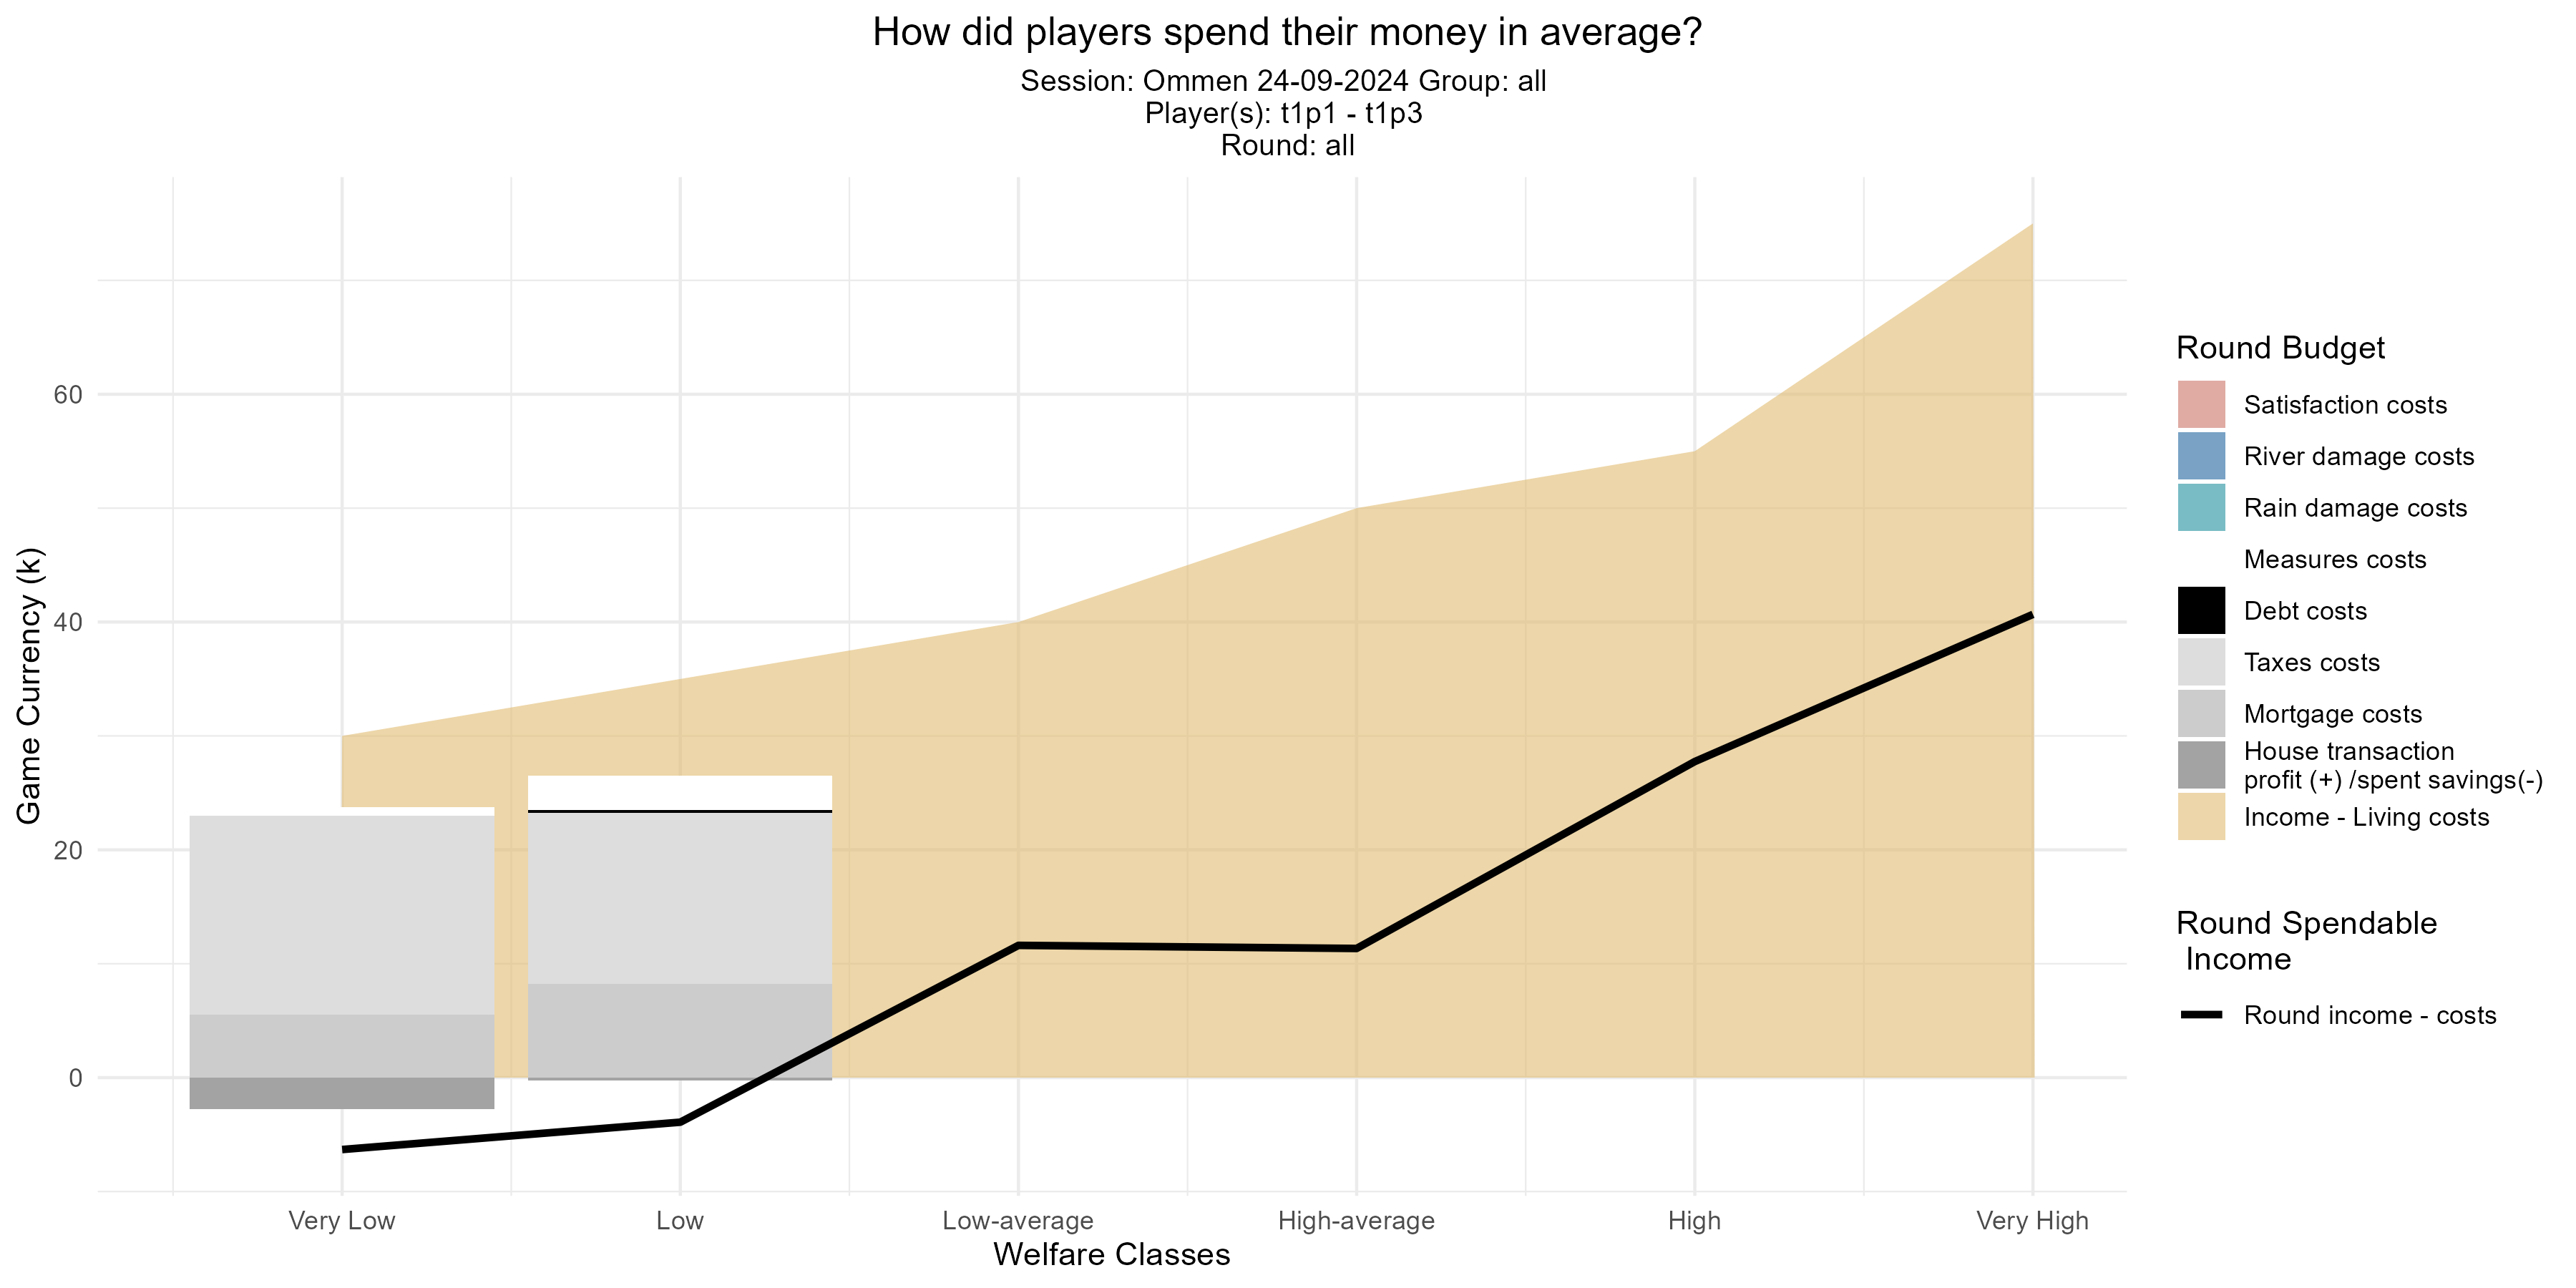 How did players spend their money in average?
Session: Ommen 24-09-2024 Group: all
Player(s): t1p1 - t1p3
Round: all
Game Currency (k)
60
40
20
0
Very Low
Low
Low-average
High-average
High
Very High
Welfare Classes
Round Budget
Satisfaction costs
River damage costs
Rain damage costs
Measures costs
Debt costs
Taxes costs
Mortgage costs
House transaction
profit (+) /spent savings(-)
Income - Living costs
Round Spendable
Income
Round income - costs